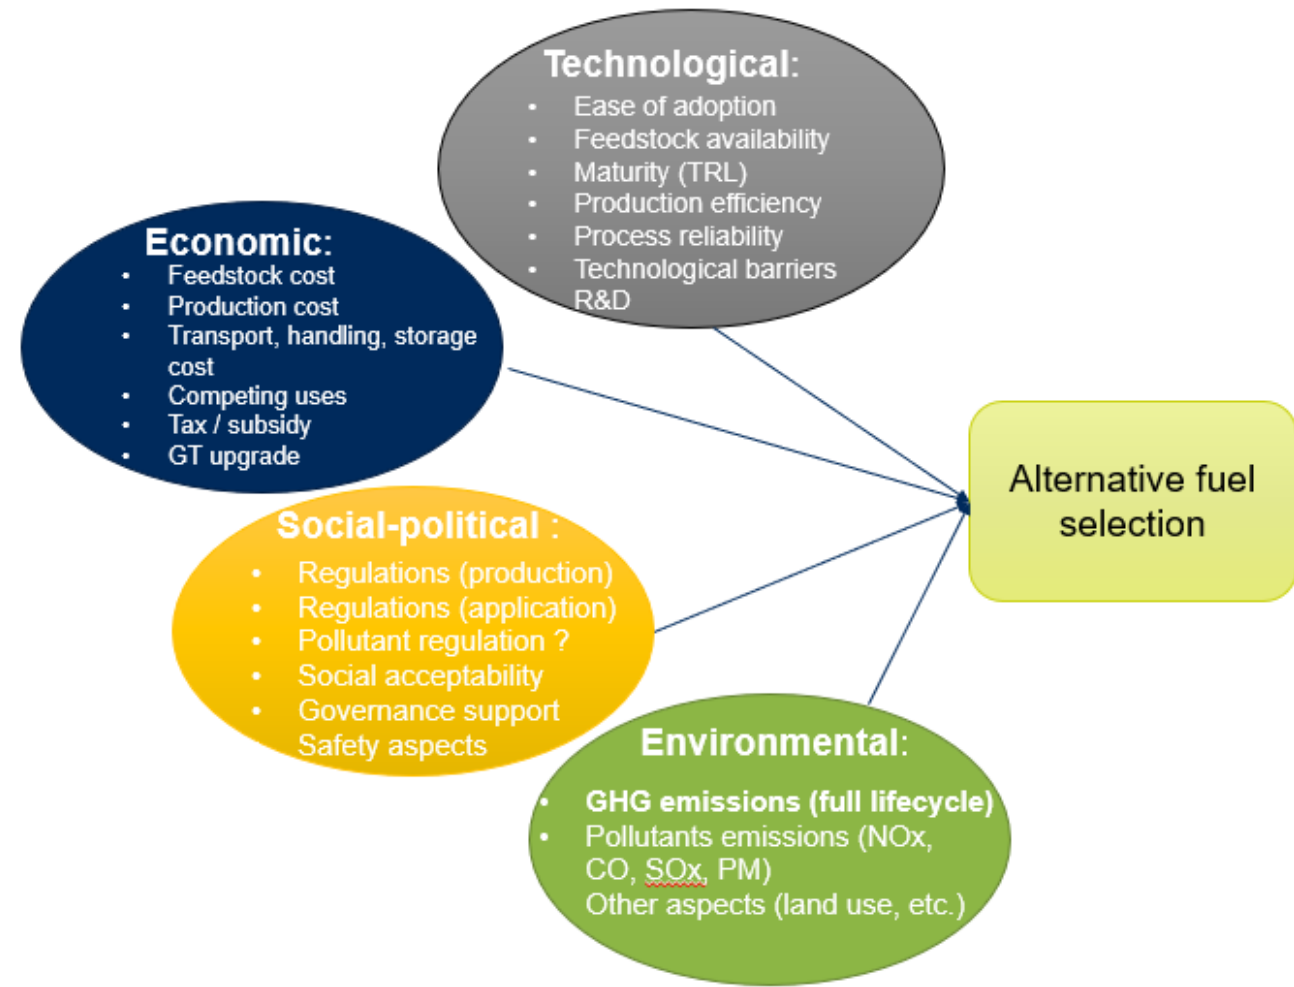 Technological:
• Ease of adoption
• Feedstock availability
• Maturity (TRL)
• Production efficiency
• Process reliability
• Technological barriers
R&D
Economic:
• Feedstock cost
• Production cost
• Transport, handling, storage
cost
• Competing uses
• Tax / subsidy
• GT upgrade
Social-political :
• Regulations (production)
• Regulations (application)
• Pollutant regulation ?
• Social acceptability
• Governance support
Safety aspects
Environmental:
• GHG emissions (full lifecycle)
• Pollutants emissions (NOx,
CO, SOx, PM)
Other aspects (land use, etc.)
Alternative fuel
selection